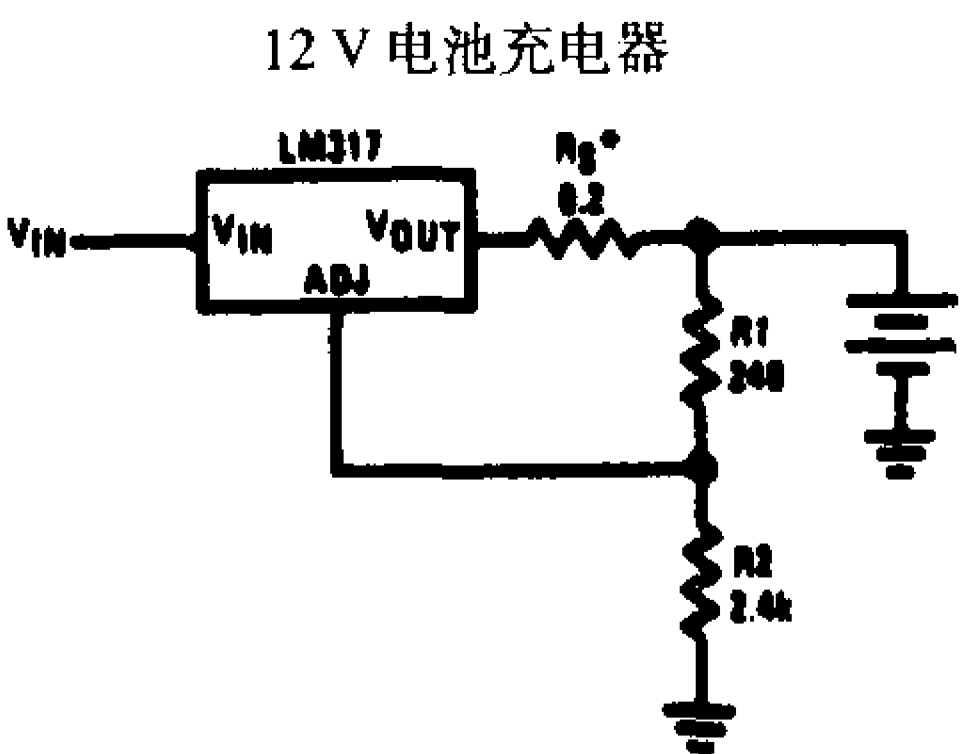 12 V 电池充电器
LM317
RS*
0.2
VIN
VIN
VOUT
ADJ
R1
240
R2
2.4k